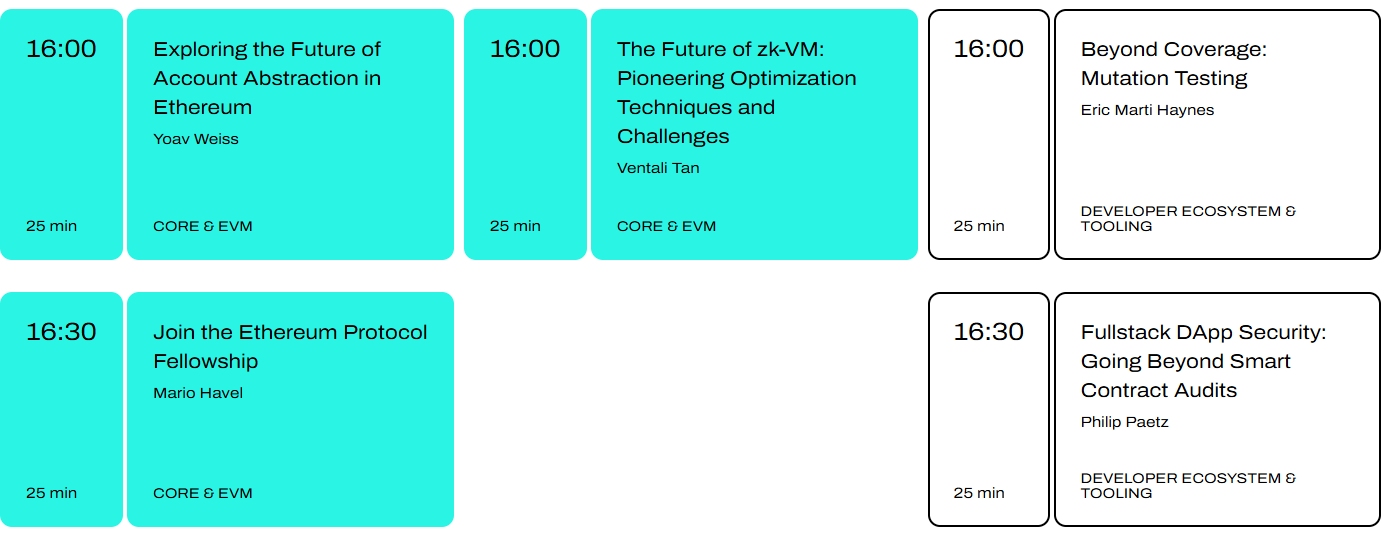 16:00
Exploring the Future of
Account Abstraction in
Ethereum
Yoav Weiss
25 min
CORE & EVM
16:00
The Future of zk-VM:
Pioneering Optimization
Techniques and
Challenges
Ventali Tan
25 min
CORE & EVM
16:00
Beyond Coverage:
Mutation Testing
Eric Marti Haynes
25 min
DEVELOPER ECOSYSTEM &
TOOLING
16:30
Join the Ethereum Protocol
Fellowship
Mario Havel
25 min
CORE & EVM
16:30
Fullstack DApp Security:
Going Beyond Smart
Contract Audits
Philip Paetz
25 min
DEVELOPER ECOSYSTEM &
TOOLING